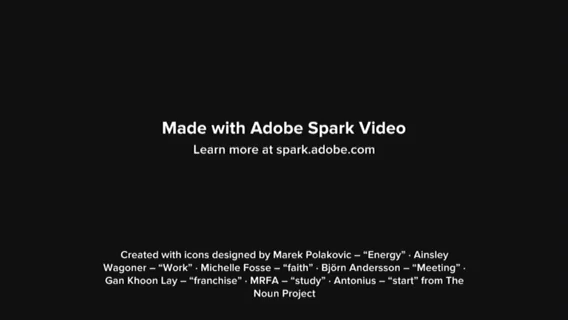 Made with Adobe Spark Video
Learn more at spark.adobe.com
Created with icons designed by Marek Polakovic – “Energy” · Ainsley
Wagoner – “Work” · Michelle Fosse – “faith” · Björn Andersson – “Meeting” ·
Gan Khoon Lay – “franchise” · MRFA – “study” · Antonius – “start” from The
Noun Project